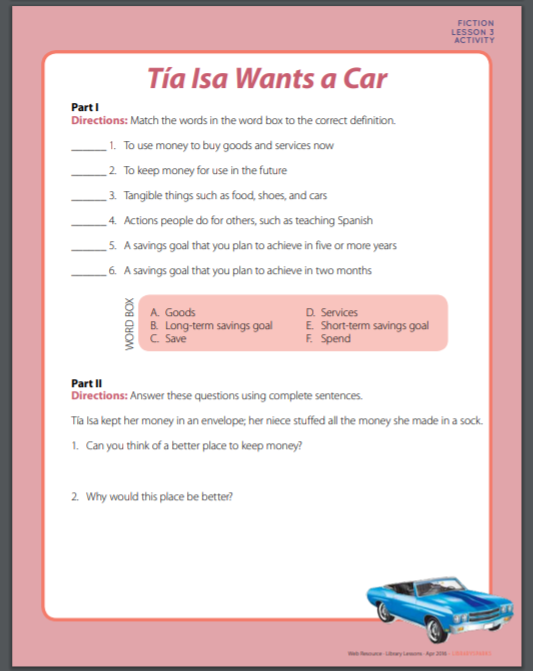 FICTION
LESSON 3
ACTIVITY
Tía Isa Wants a Car
Part I
Directions: Match the words in the word box to the correct definition.
______ 1. To use money to buy goods and services now
______ 2. To keep money for use in the future
______ 3. Tangible things such as food, shoes, and cars
______ 4. Actions people do for others, such as teaching Spanish
______ 5. A savings goal that you plan to achieve in five or more years
______ 6. A savings goal that you plan to achieve in two months
WORD BOX
A. Goods
B. Long-term savings goal
C. Save
D. Services
E. Short-term savings goal
F. Spend
Part II
Directions: Answer these questions using complete sentences.
Tía Isa kept her money in an envelope; her niece stuffed all the money she made in a sock.
1. Can you think of a better place to keep money?
2. Why would this place be better?
Web Resource - Library Lessons - Apr 2016 -